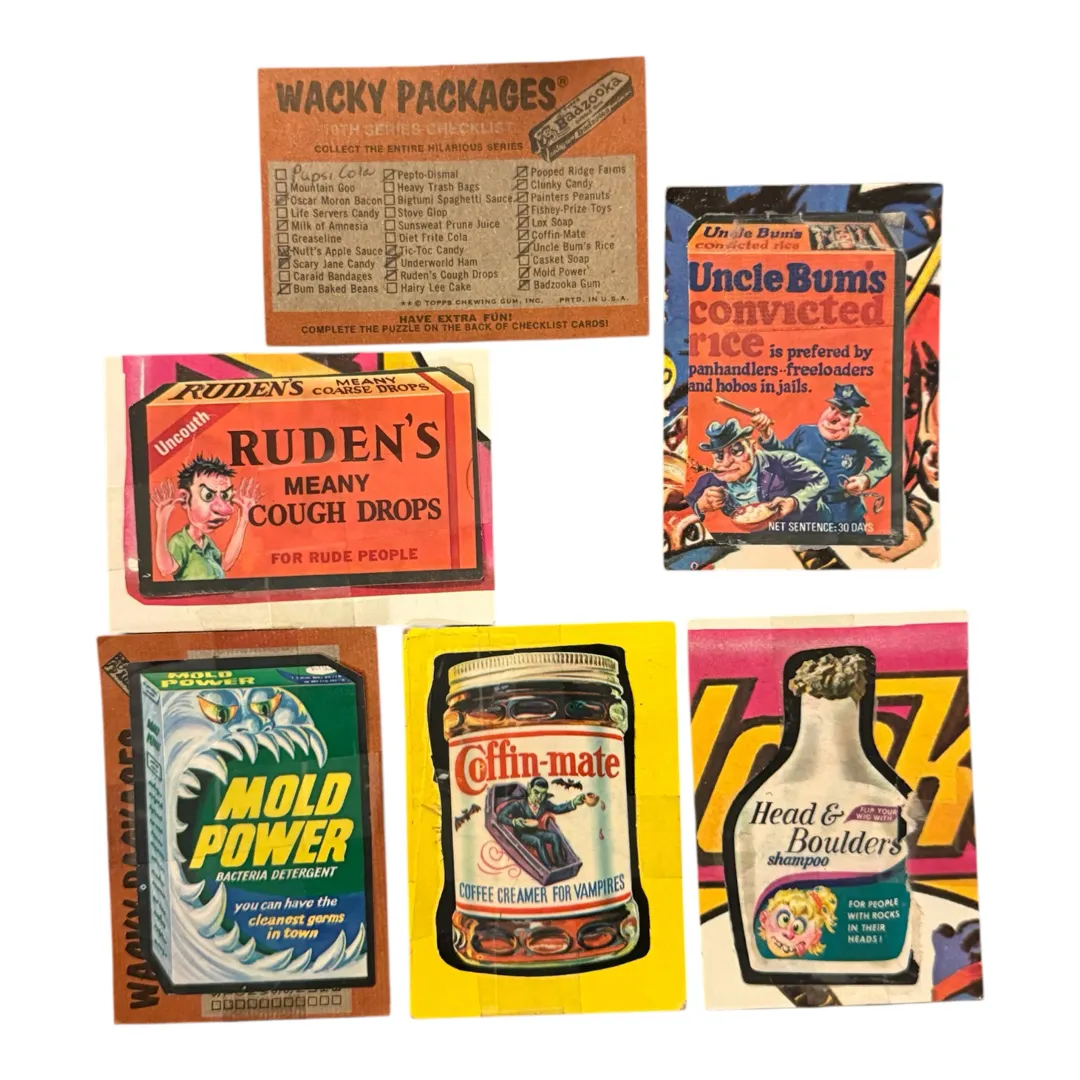 WACKY PACKAGES®
10TH SERIES CHECKLIST
COLLECT THE ENTIRE HILARIOUS SERIES
Badzooka
Pupsi Cola
Mountain Goo
Oscar Moron Bacon
Life Servers Candy
Milk of Amnesia
Greaseline
Nutt's Apple Sauce
Scary Jane Candy
Caraid Bandages
Bum Baked Beans
Pepto-Dismal
Heavy Trash Bags
Bigtumi Spaghetti Sauce
Stove Glop
Sunsweat Prune Juice
Diet Frite Cola
Tic-Toc Candy
Underworld Ham
Ruden's Cough Drops
Hairy Lee Cake
Pooped Ridge Farms
Clunky Candy
Painters Peanuts
Fishey-Prize Toys
Lox Soap
Coffin-Mate
Uncle Bum's Rice
Casket Soap
Mold Power
Badzooka Gum
**© TOPPS CHEWING GUM, INC. PRTD. IN U.S.A.
HAVE EXTRA FUN!
COMPLETE THE PUZZLE ON THE BACK OF CHECKLIST CARDS!
Uncle Bum's
convicted rice
Uncle Bum's
convicted
rice is prefered by
panhandlers--freeloaders
and hobos in jails.
NET SENTENCE: 30 DAYS
RUDEN'S MEANY
COARSE DROPS
Uncouth
RUDEN'S
MEANY
COUGH DROPS
FOR RUDE PEOPLE
MOLD
POWER
MOLD
POWER
BACTERIA DETERGENT
you can have the
cleanest germs
in town
WACKY PACKAGES
Coffin-mate
COFFEE CREAMER FOR VAMPIRES
Head &
Boulders
shampoo
FLIP YOUR
WIG WITH
FOR PEOPLE
WITH ROCKS
IN THEIR
HEADS!